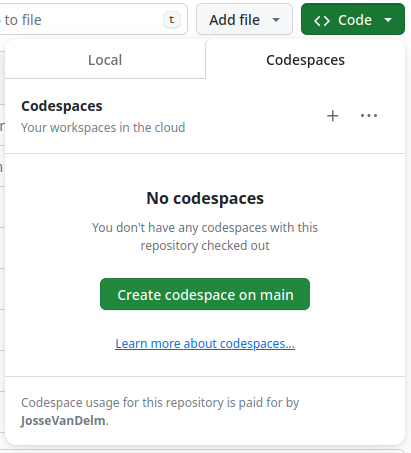 to file
t
Add file
Code
Local
Codespaces
Codespaces
Your workspaces in the cloud
No codespaces
You don't have any codespaces with this
repository checked out
Create codespace on main
Learn more about codespaces...
Codespace usage for this repository is paid for by
JosseVanDelm.